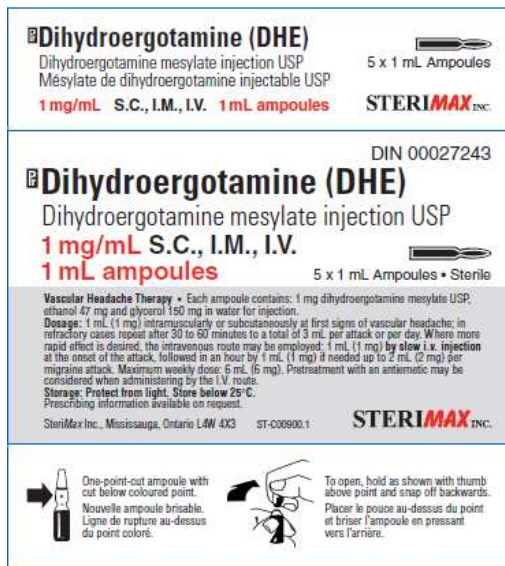 Pr Dihydroergotamine (DHE)
Dihydroergotamine mesylate injection USP
Mésylate de dihydroergotamine injectable USP
1 mg/mL S.C., I.M., I.V. 1 mL ampoules
5 x 1 mL Ampoules
STERIMAX INC.
DIN 00027243
Pr Dihydroergotamine (DHE)
Dihydroergotamine mesylate injection USP
1 mg/mL S.C., I.M., I.V.
1 mL ampoules
5 x 1 mL Ampoules • Sterile
Vascular Headache Therapy • Each ampoule contains: 1 mg dihydroergotamine mesylate USP,
ethanol 47 mg and glycerol 150 mg in water for injection.
Dosage: 1 mL (1 mg) intramuscularly or subcutaneously at first signs of vascular headache; in
refractory cases repeat after 30 to 60 minutes to a total of 3 mL per attack or per day. Where more
rapid effect is desired, the intravenous route may be employed: 1 mL (1 mg) by slow i.v. injection
at the onset of the attack, followed in an hour by 1 mL (1 mg) if needed up to 2 mL (2 mg) per
migraine attack. Maximum weekly dose: 6 mL (6 mg). Pretreatment with an antiemetic may be
considered when administering by the I.V. route.
Storage: Protect from light. Store below 25°C.
Prescribing information available on request.
SteriMax Inc., Mississauga, Ontario L4W 4X3 ST-C00900.1
STERIMAX INC.
One-point-cut ampoule with
cut below coloured point.
Nouvelle ampoule brisable.
Ligne de rupture au-dessus
du point coloré.
To open, hold as shown with thumb
above point and snap off backwards.
Placer le pouce au-dessus du point
et briser l'ampoule en pressant
vers l'arrière.